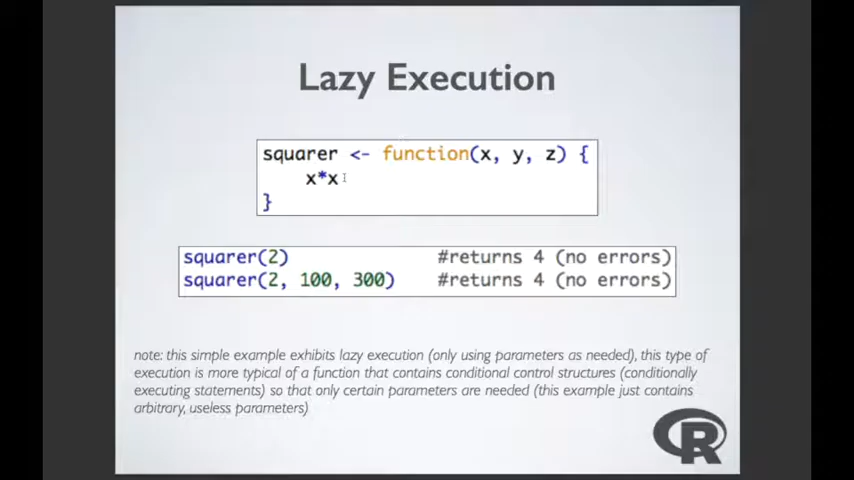 Lazy Execution
squarer <- function(x, y, z) {
x*x
}
squarer(2) #returns 4 (no errors)
squarer(2, 100, 300) #returns 4 (no errors)
note: this simple example exhibits lazy execution (only using parameters as needed), this type of
execution is more typical of a function that contains conditional control structures (conditionally
executing statements) so that only certain parameters are needed (this example just contains
arbitrary, useless parameters)
R